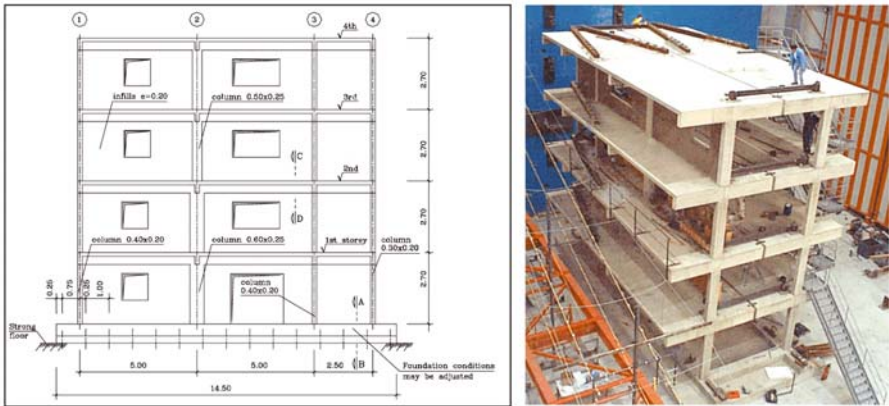 1 2 3 4
4th
infills e=0.20
column 0.50x0.25
3rd
2.70
C
2nd
2.70
D
column 0.40x0.20
column 0.60x0.25
1st storey
column
0.30x0.20
2.70
0.25
0.75
0.25
1.00
column
0.40x0.20
A
2.70
Strong
floor
5.00 5.00 2.50
B
Foundation conditions
may be adjusted
14.50